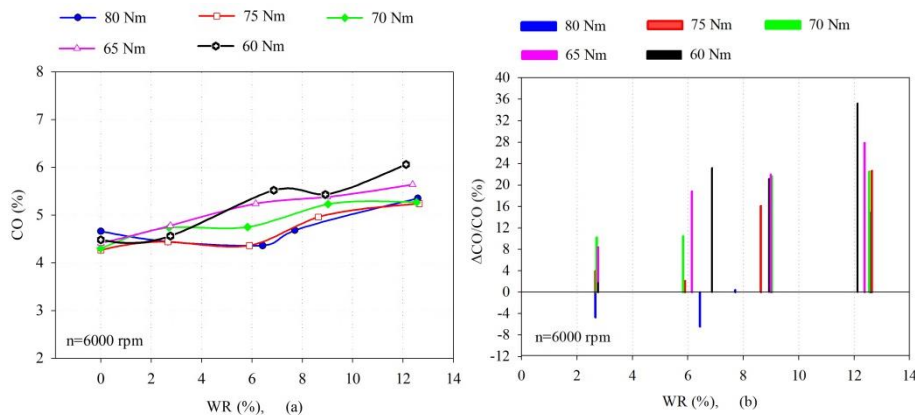 80 Nm 75 Nm 70 Nm
65 Nm 60 Nm
8
7
6
5
4
3
2
CO (%)
n=6000 rpm
0 2 4 6 8 10 12 14
WR (%), (a)
80 Nm 75 Nm 70 Nm
65 Nm 60 Nm
40
36
32
28
24
20
16
12
8
4
0
-4
-8
-12
ΔCO/CO (%)
n=6000 rpm
0 2 4 6 8 10 12 14
WR (%), (b)